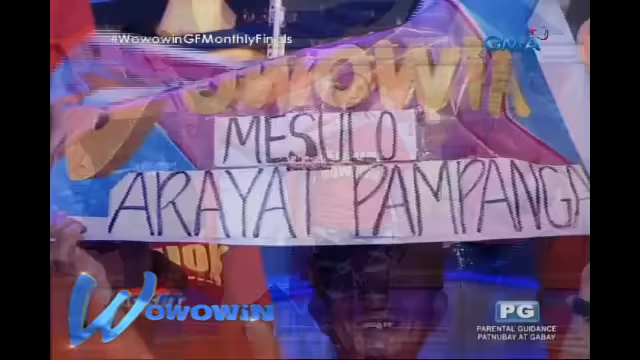 #WowowinGFMonthlyFinals
GMA
WOWOWIN
MESULO
ARAYAT PAMPANGA
WOWOWIN
PG
PARENTAL GUIDANCE
PATNUBAY AT GABAY